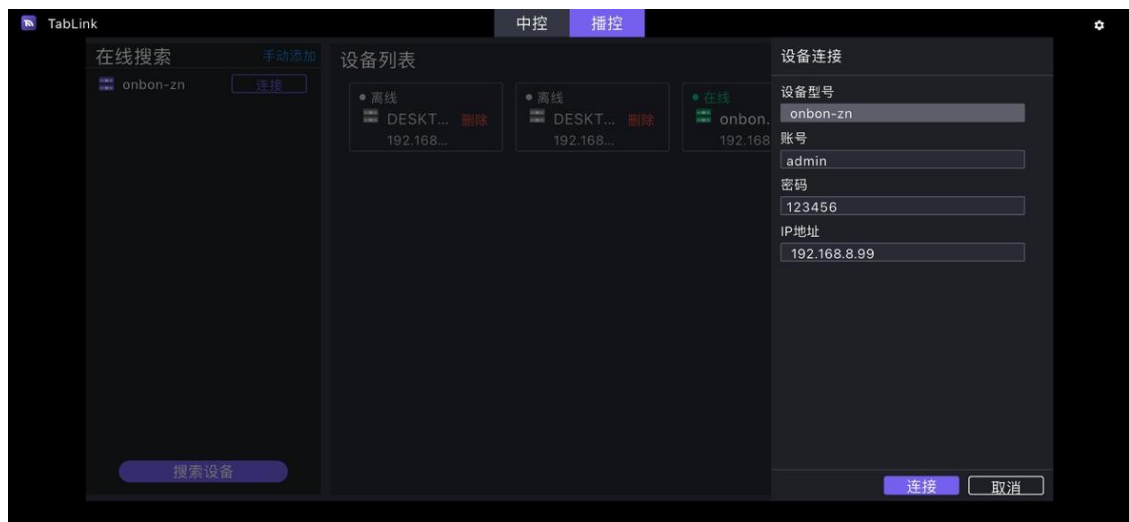 TabLink
中控
播控
在线搜索
手动添加
onbon-zn
连接
搜索设备
设备列表
离线
DESKT...
删除
192.168...
离线
DESKT...
删除
192.168...
在线
onbon.
192.168
设备连接
设备型号
onbon-zn
账号
admin
密码
123456
IP地址
192.168.8.99
连接
取消